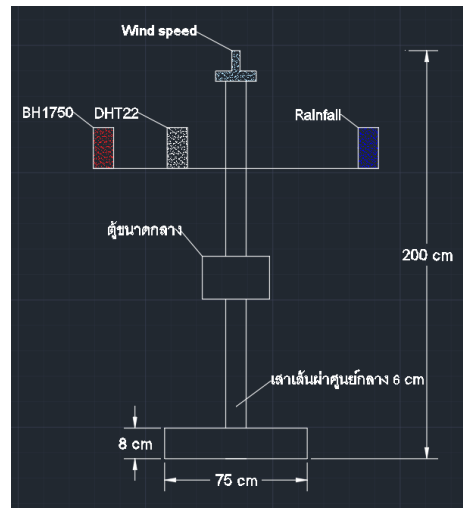 Wind speed
BH1750
DHT22
Rainfall
ตู้ขนาดกลาง
200 cm
เสาเส้นผ่าศูนย์กลาง 6 cm
8 cm
75 cm